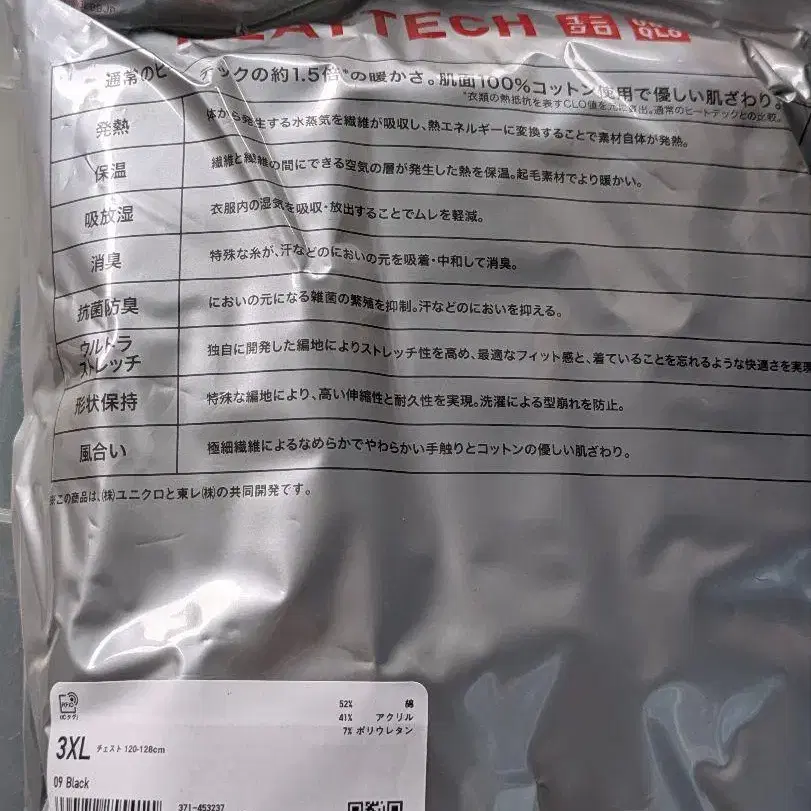 HEATTECH ユニクロ UNIQLO
通常のヒートテックの約1.5倍*の暖かさ。肌面100%コットン使用で優しい肌ざわり。
*衣類の熱抵抗を表すCLO値を元に算出。通常のヒートテックとの比較。
発熱 体から発生する水蒸気を繊維が吸収し、熱エネルギーに変換することで素材自体が発熱。
保温 繊維と繊維の間にできる空気の層が発生した熱を保温。起毛素材でより暖かい。
吸放湿 衣服内の湿気を吸収・放出することでムレを軽減。
消臭 特殊な糸が、汗などのにおいの元を吸着・中和して消臭。
抗菌防臭 においの元になる雑菌の繁殖を抑制。汗などのにおいを抑える。
ウルトラ
ストレッチ 独自に開発した編地によりストレッチ性を高め、最適なフィット感と、着ていることを忘れるような快適さを実現
形状保持 特殊な編地により、高い伸縮性と耐久性を実現。洗濯による型崩れを防止。
風合い 極細繊維によるなめらかでやわらかい手触りとコットンの優しい肌ざわり。
※この商品は、(株)ユニクロと東レ(株)の共同開発です。
RFID
(ICタグ)
52% 綿
41% アクリル
7% ポリウレタン
3XL チェスト 120-128cm
09 Black
371-453237